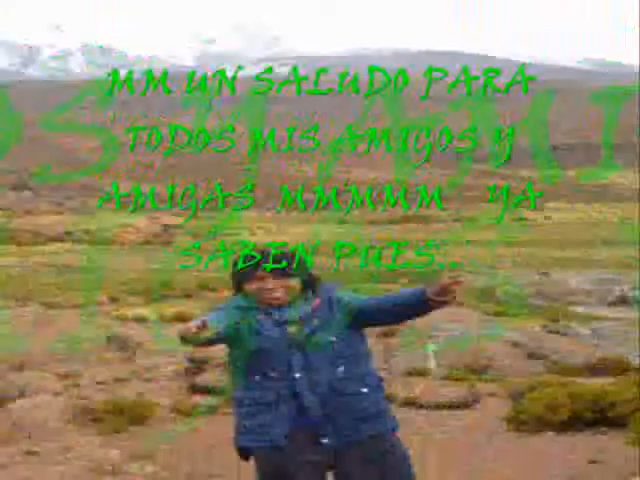 MM UN SALUDO PARA
TODOS MIS AMIGOS Y
AMIGAS MMMMM YA
SABEN PUES..